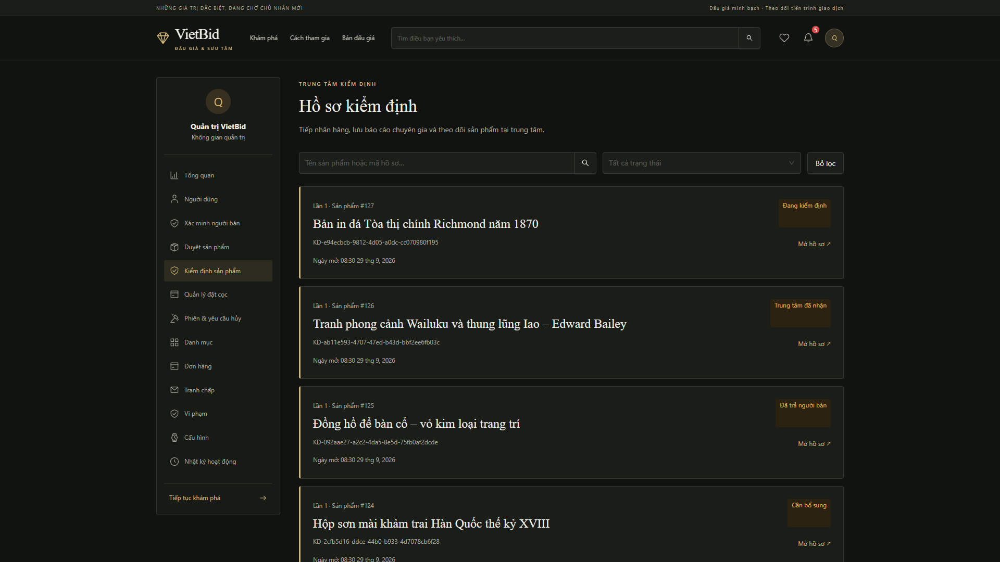 NHỮNG GIÁ TRỊ ĐẶC BIỆT, ĐANG CHỜ CHỦ NHÂN MỚI
Đấu giá minh bạch · Theo dõi tiến trình giao dịch
VietBid
ĐẤU GIÁ & SƯU TẦM
Khám phá
Cách tham gia
Bán đấu giá
Tìm điều bạn yêu thích...
5
Q
Q
Quản trị VietBid
Không gian quản trị
Tổng quan
Người dùng
Xác minh người bán
Duyệt sản phẩm
Kiểm định sản phẩm
Quản lý đặt cọc
Phiên & yêu cầu hủy
Danh mục
Đơn hàng
Tranh chấp
Vi phạm
Cấu hình
Nhật ký hoạt động
Tiếp tục khám phá
TRUNG TÂM KIỂM ĐỊNH
Hồ sơ kiểm định
Tiếp nhận hàng, lưu báo cáo chuyên gia và theo dõi sản phẩm tại trung tâm.
Tên sản phẩm hoặc mã hồ sơ...
Tất cả trạng thái
Bỏ lọc
Lần 1 · Sản phẩm #127
Đang kiểm định
Bản in đá Tòa thị chính Richmond năm 1870
KD-e94ecbcb-9812-4d05-a0dc-cc070980f195
Mở hồ sơ ↗
Ngày mở: 08:30 29 thg 9, 2026
Lần 1 · Sản phẩm #126
Trung tâm đã nhận
Tranh phong cảnh Wailuku và thung lũng Iao – Edward Bailey
KD-ab11e593-4707-47ed-b43d-bbf2ee6fb03c
Mở hồ sơ ↗
Ngày mở: 08:30 29 thg 9, 2026
Lần 1 · Sản phẩm #125
Đã trả người bán
Đồng hồ để bàn cổ – vỏ kim loại trang trí
KD-092aae27-a2c2-4da5-8e5d-75fb0af2dcde
Mở hồ sơ ↗
Ngày mở: 08:30 29 thg 9, 2026
Lần 1 · Sản phẩm #124
Cần bổ sung
Hộp sơn mài khảm trai Hàn Quốc thế kỷ XVIII
KD-2cfb5d16-ddce-44b0-b933-4d7078cb6f28
Mở hồ sơ ↗
Ngày mở: 08:30 29 thg 9, 2026